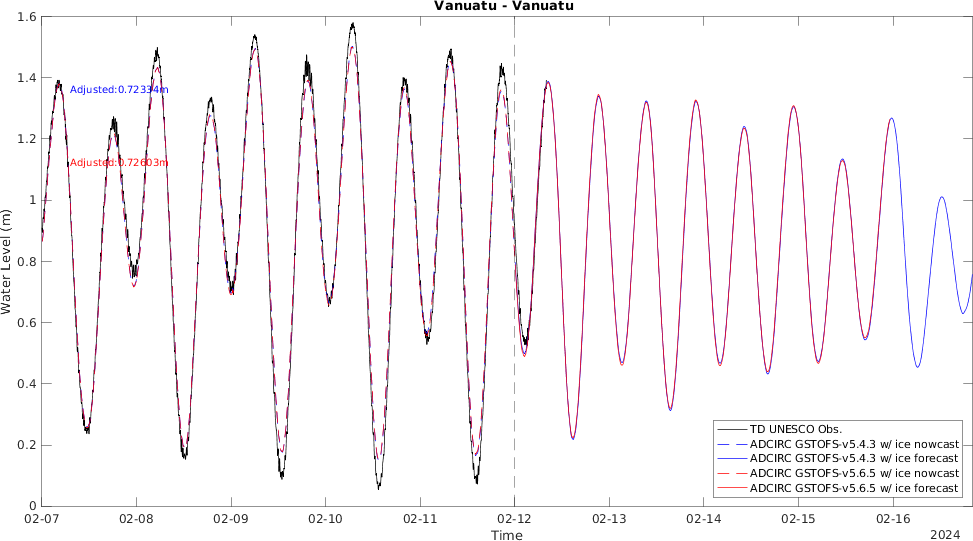 Vanuatu - Vanuatu
1.6
1.4
1.2
1
0.8
0.6
0.4
0.2
0
Water Level (m)
Adjusted:0.72334m
Adjusted:0.72603m
TD UNESCO Obs.
ADCIRC GSTOFS-v5.4.3 w/ ice nowcast
ADCIRC GSTOFS-v5.4.3 w/ ice forecast
ADCIRC GSTOFS-v5.6.5 w/ ice nowcast
ADCIRC GSTOFS-v5.6.5 w/ ice forecast
02-07 02-08 02-09 02-10 02-11 02-12 02-13 02-14 02-15 02-16
Time
2024